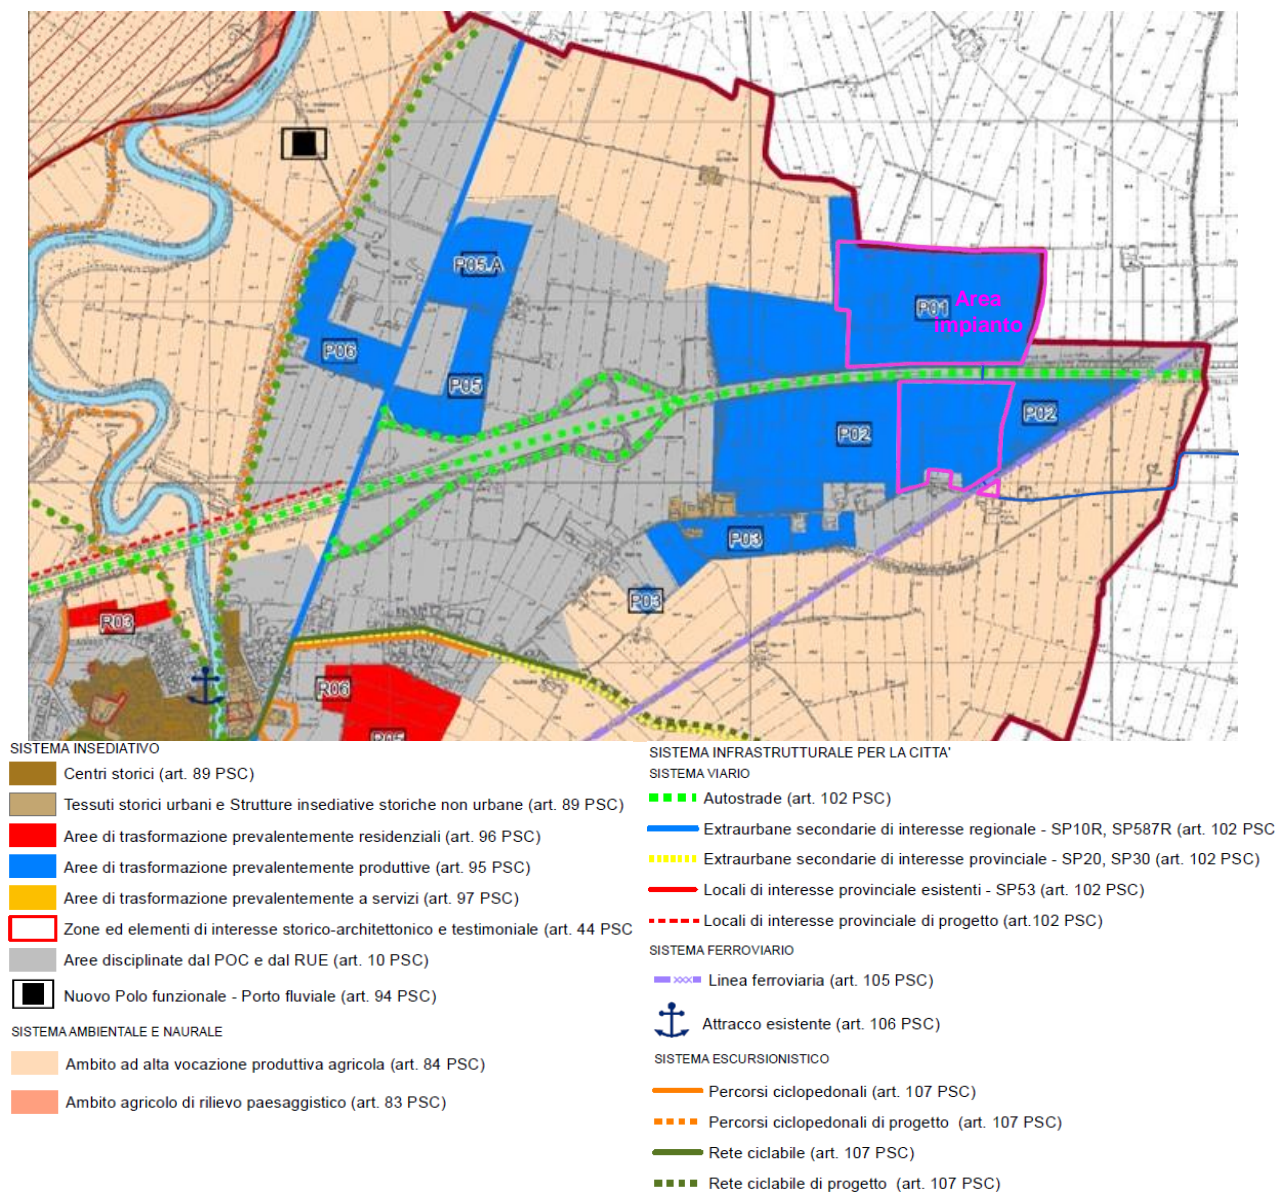 P05.A
P01
Area
impianto
P06
P05
P02
P02
P03
P03
R03
R06
SISTEMA INSEDIATIVO
Centri storici (art. 89 PSC)
Tessuti storici urbani e Strutture insediative storiche non urbane (art. 89 PSC)
Aree di trasformazione prevalentemente residenziali (art. 96 PSC)
Aree di trasformazione prevalentemente produttive (art. 95 PSC)
Aree di trasformazione prevalentemente a servizi (art. 97 PSC)
Zone ed elementi di interesse storico-architettonico e testimoniale (art. 44 PSC
Aree disciplinate dal POC e dal RUE (art. 10 PSC)
Nuovo Polo funzionale - Porto fluviale (art. 94 PSC)
SISTEMA AMBIENTALE E NAURALE
Ambito ad alta vocazione produttiva agricola (art. 84 PSC)
Ambito agricolo di rilievo paesaggistico (art. 83 PSC)
SISTEMA INFRASTRUTTURALE PER LA CITTA'
SISTEMA VIARIO
Autostrade (art. 102 PSC)
Extraurbane secondarie di interesse regionale - SP10R, SP587R (art. 102 PSC
Extraurbane secondarie di interesse provinciale - SP20, SP30 (art. 102 PSC)
Locali di interesse provinciale esistenti - SP53 (art. 102 PSC)
Locali di interesse provinciale di progetto (art.102 PSC)
SISTEMA FERROVIARIO
Linea ferroviaria (art. 105 PSC)
Attracco esistente (art. 106 PSC)
SISTEMA ESCURSIONISTICO
Percorsi ciclopedonali (art. 107 PSC)
Percorsi ciclopedonali di progetto (art. 107 PSC)
Rete ciclabile (art. 107 PSC)
Rete ciclabile di progetto (art. 107 PSC)